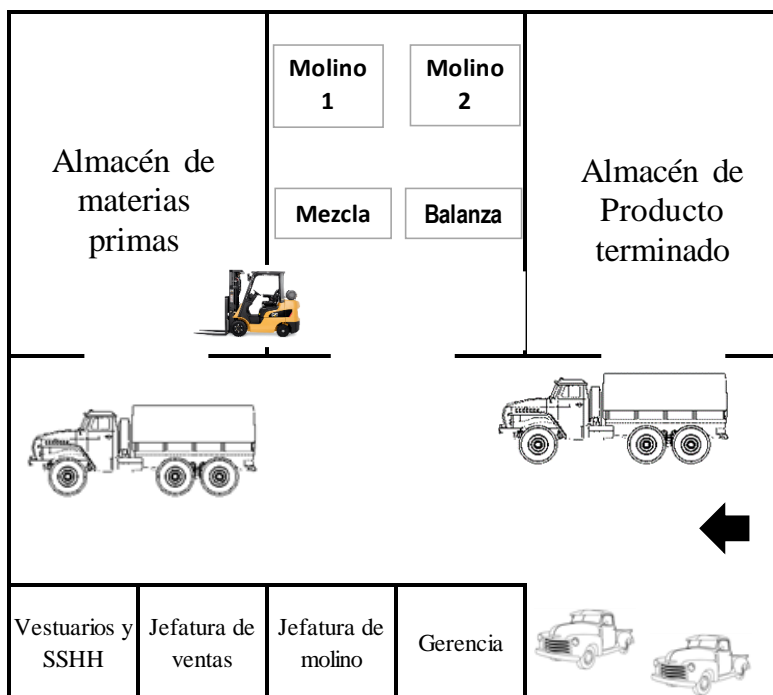 Molino
1
Molino
2
Almacén de
materias
primas
Mezcla
Balanza
Almacén de
Producto
terminado
Vestuarios y
SSHH
Jefatura de
ventas
Jefatura de
molino
Gerencia